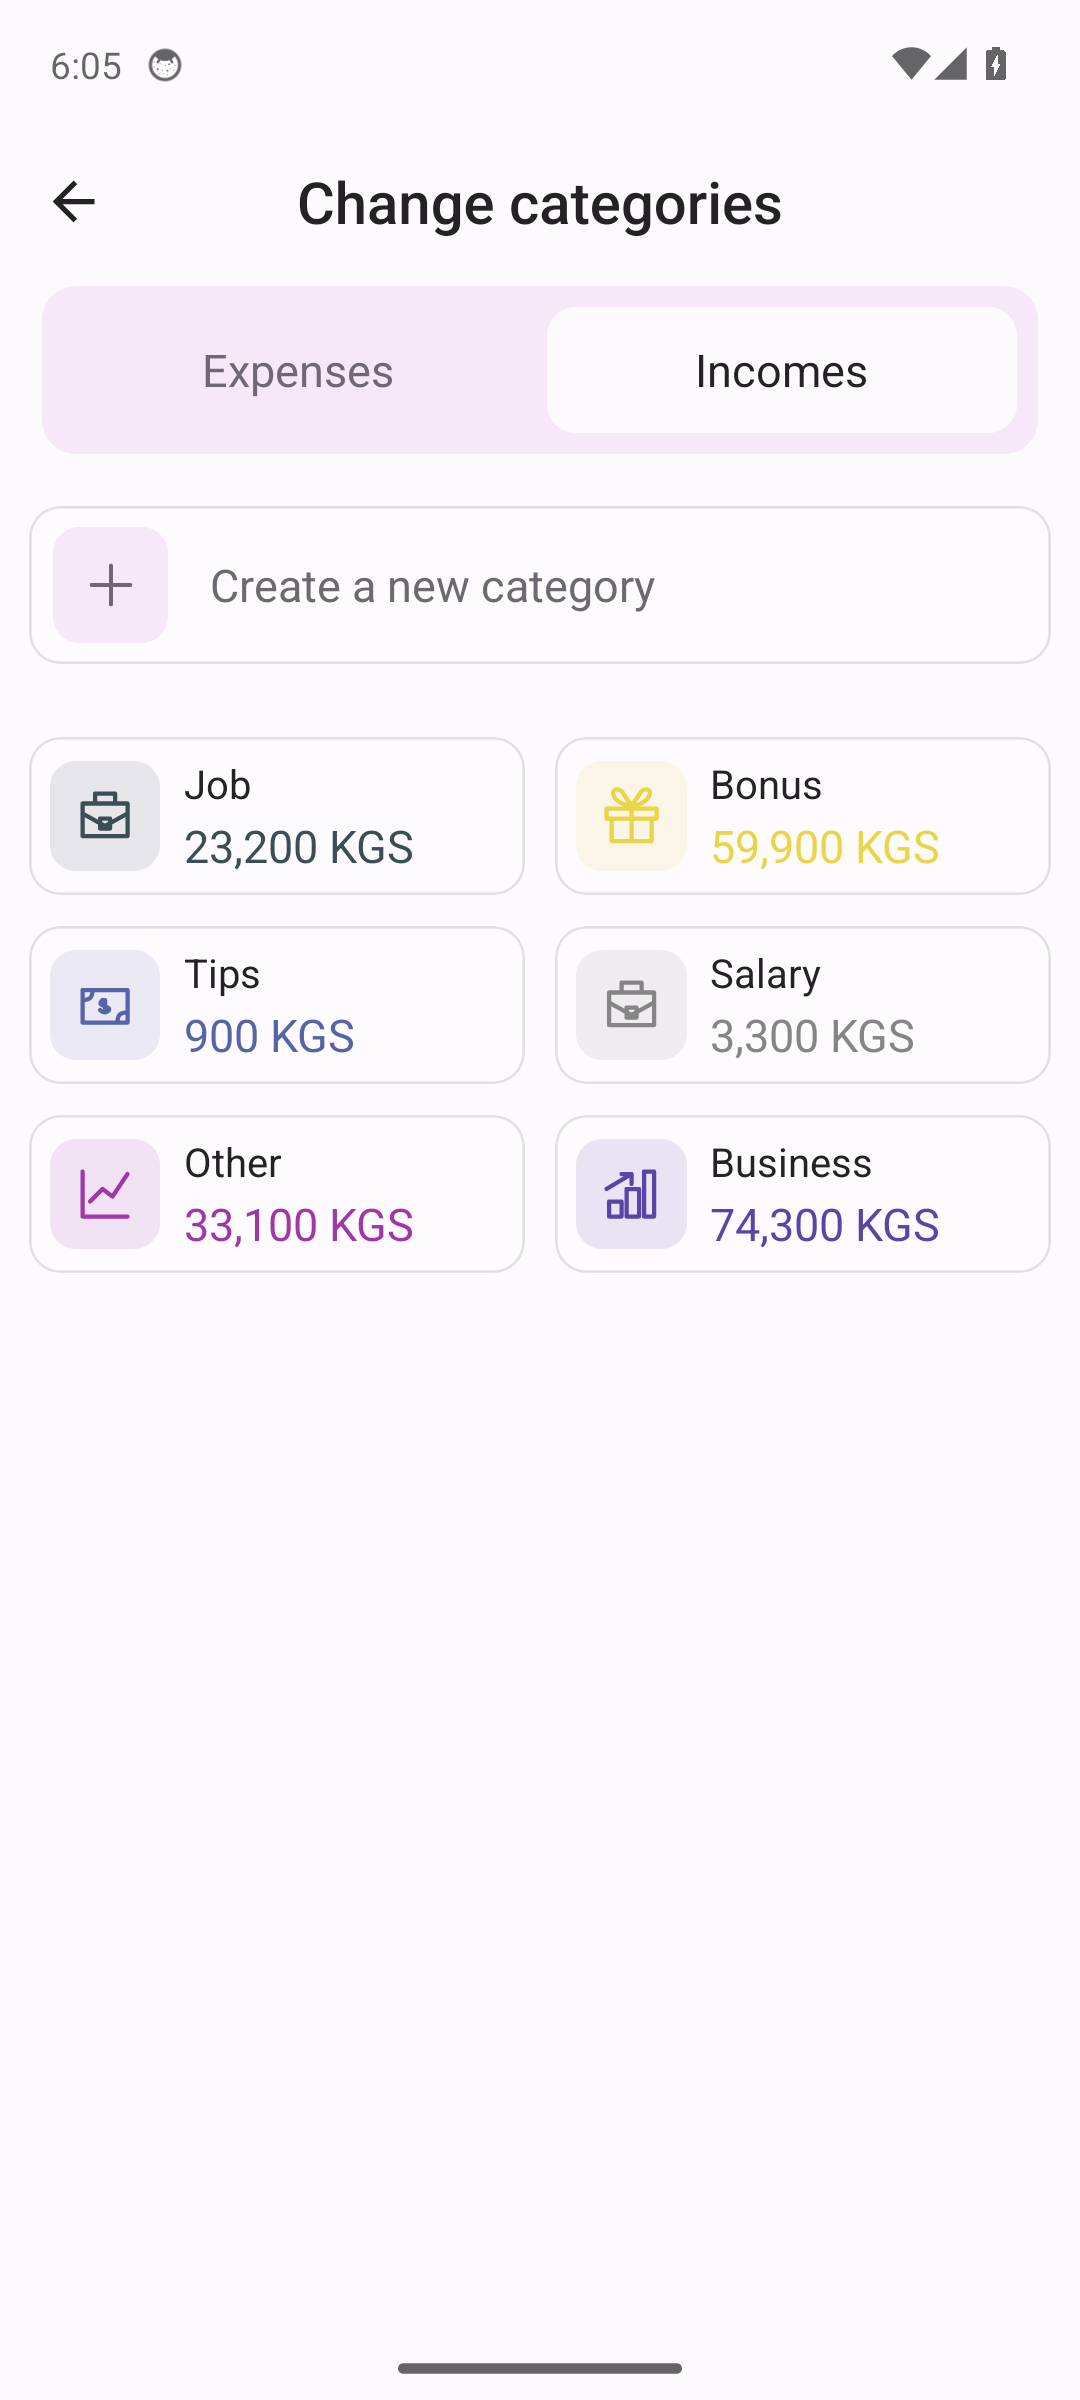 6:05
Change categories
Expenses
Incomes
Create a new category
Job
23,200 KGS
Bonus
59,900 KGS
Tips
900 KGS
Salary
3,300 KGS
Other
33,100 KGS
Business
74,300 KGS